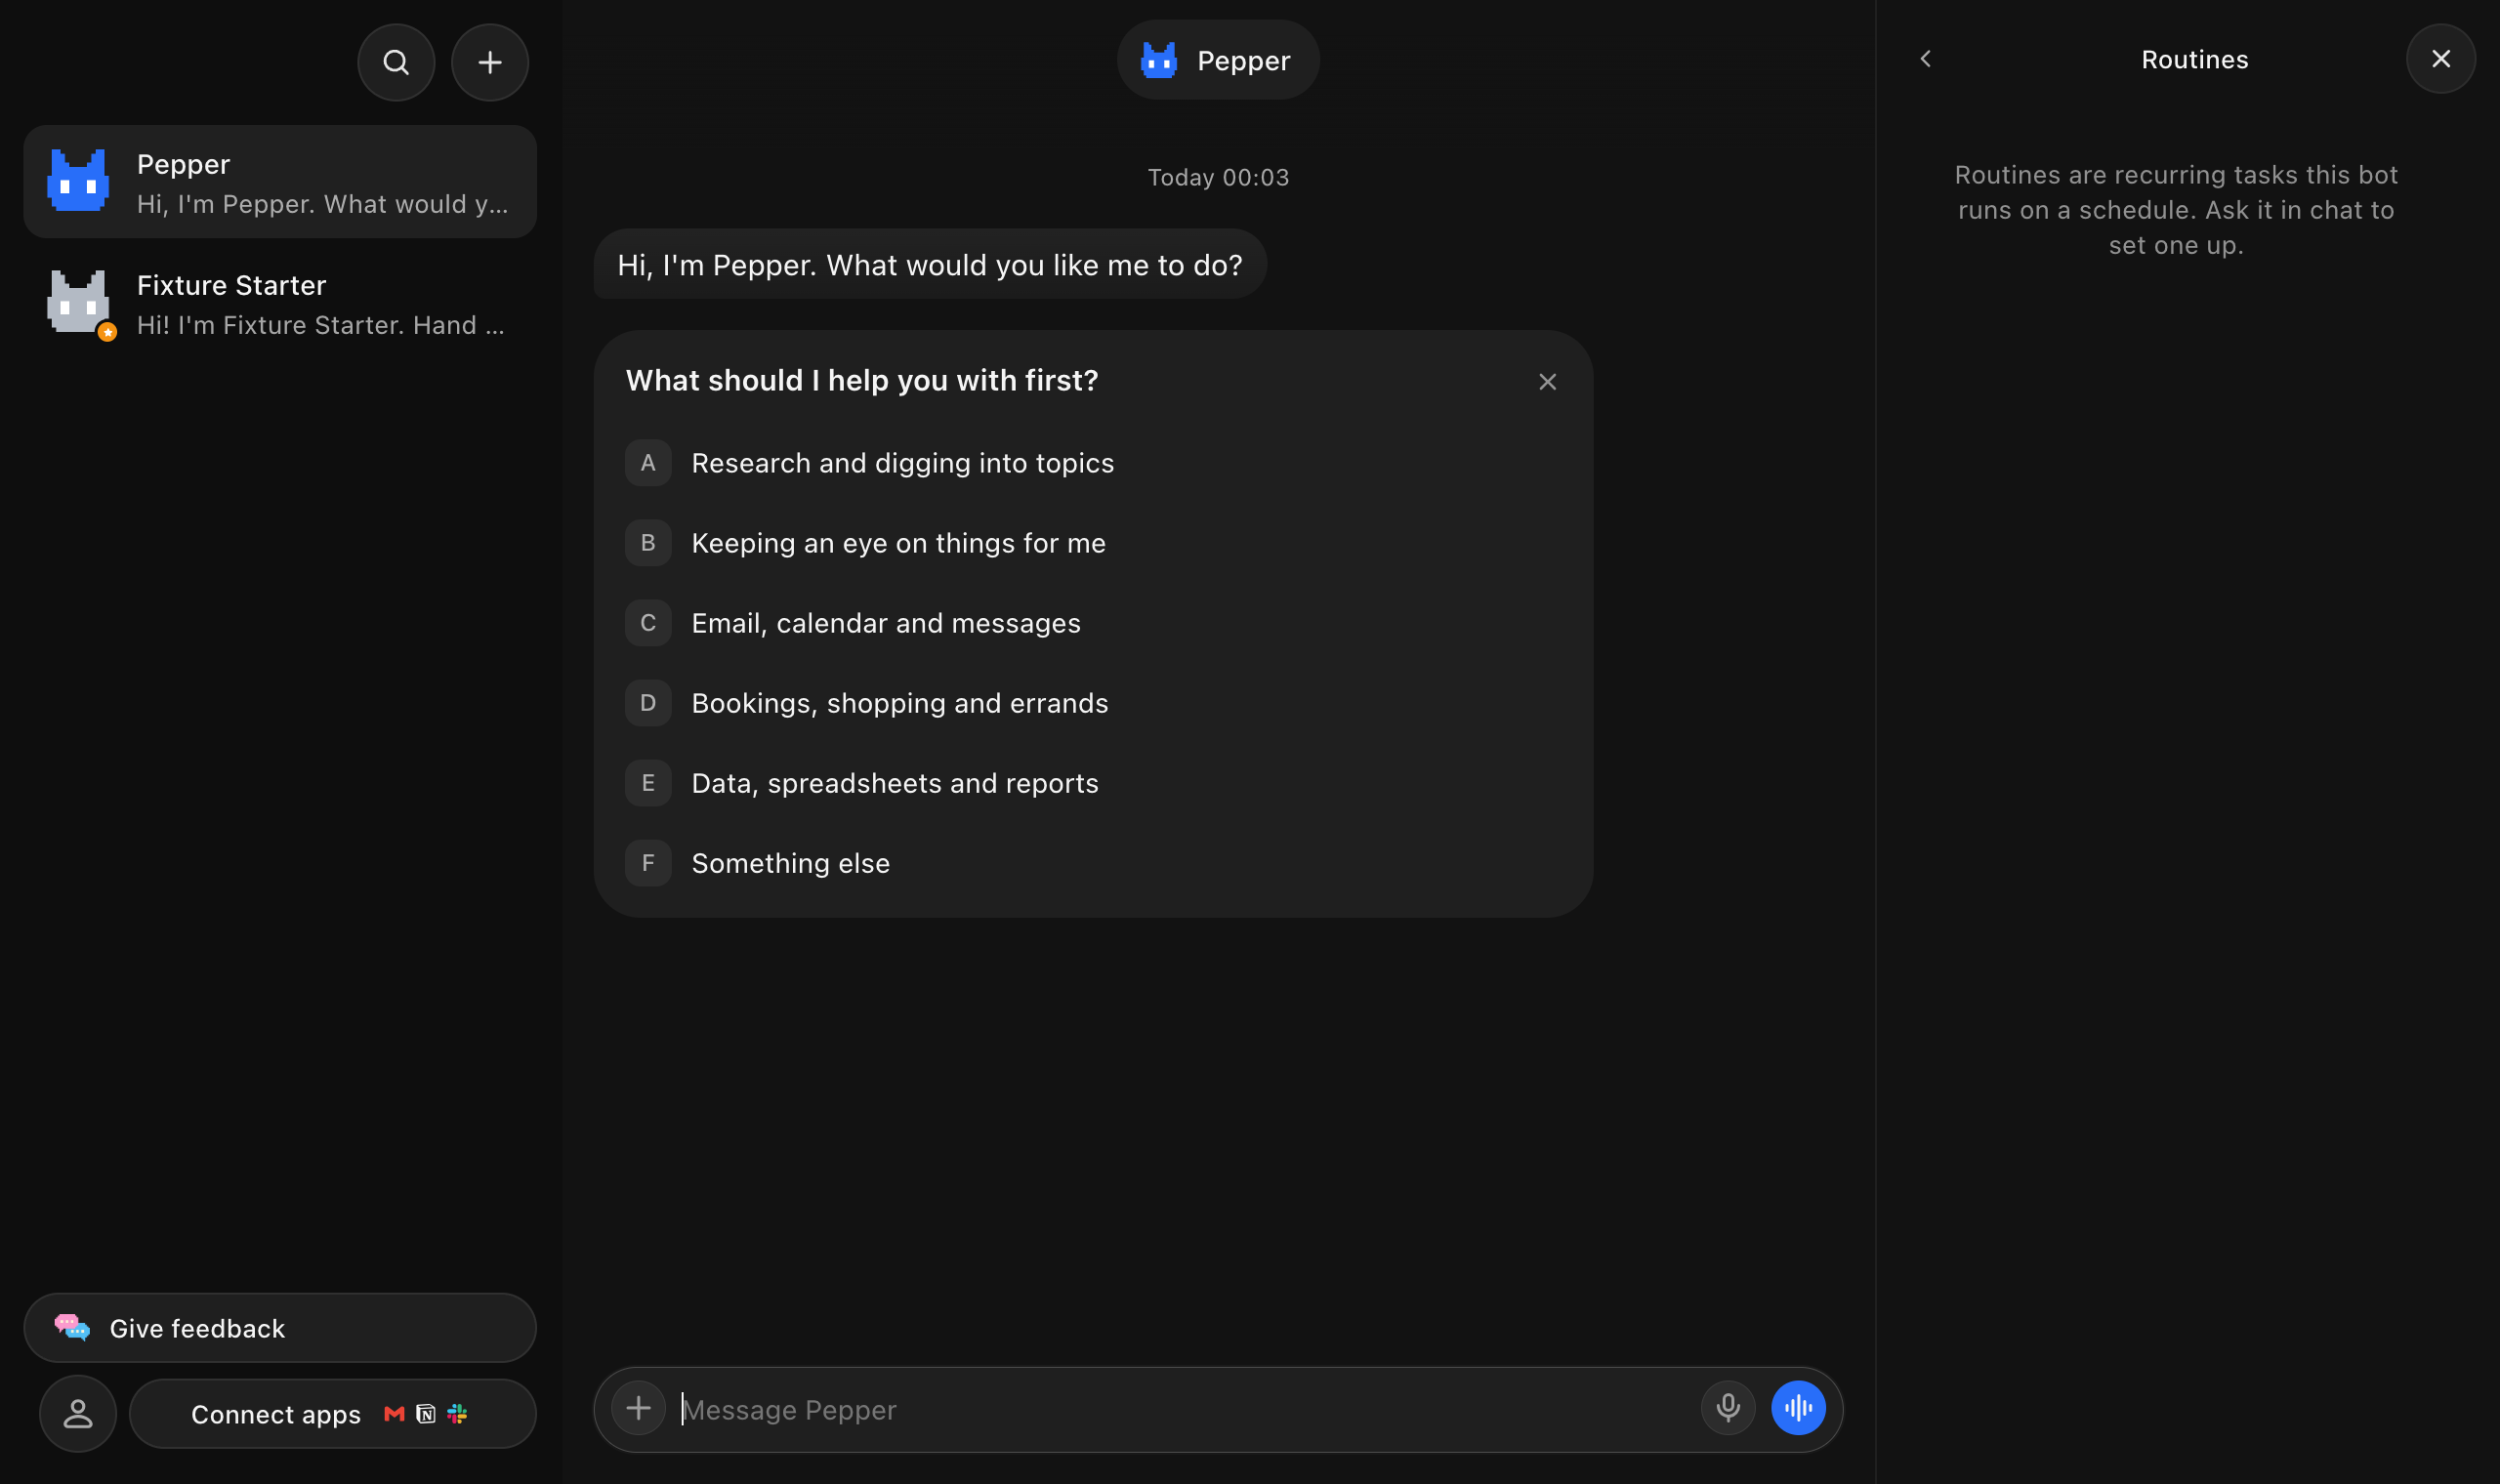 Pepper
Hi, I'm Pepper. What would y...
Fixture Starter
Hi! I'm Fixture Starter. Hand ...
Give feedback
Connect apps
Pepper
Today 00:03
Hi, I'm Pepper. What would you like me to do?
What should I help you with first?
A Research and digging into topics
B Keeping an eye on things for me
C Email, calendar and messages
D Bookings, shopping and errands
E Data, spreadsheets and reports
F Something else
Message Pepper
Routines
Routines are recurring tasks this bot
runs on a schedule. Ask it in chat to
set one up.